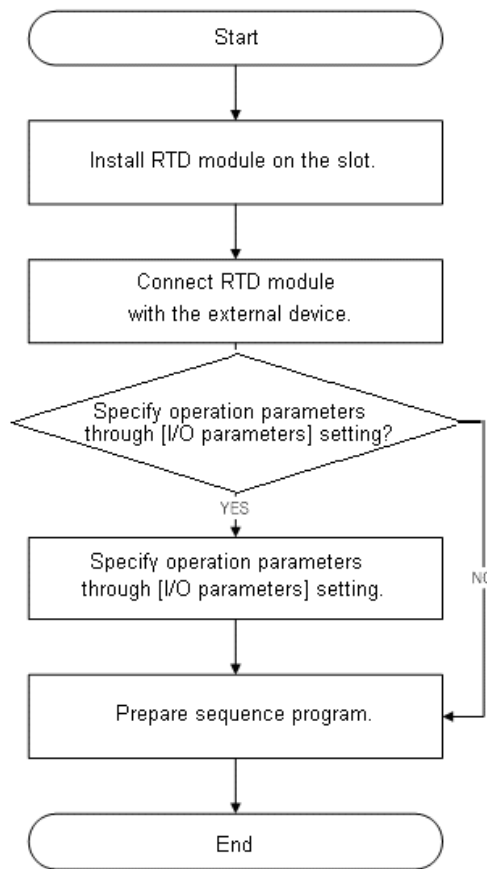 Start
Install RTD module on the slot.
Connect RTD module
with the external device.
Specify operation parameters
through [I/O parameters] setting?
YES
Specify operation parameters
through [I/O parameters] setting.
NO
Prepare sequence program.
End